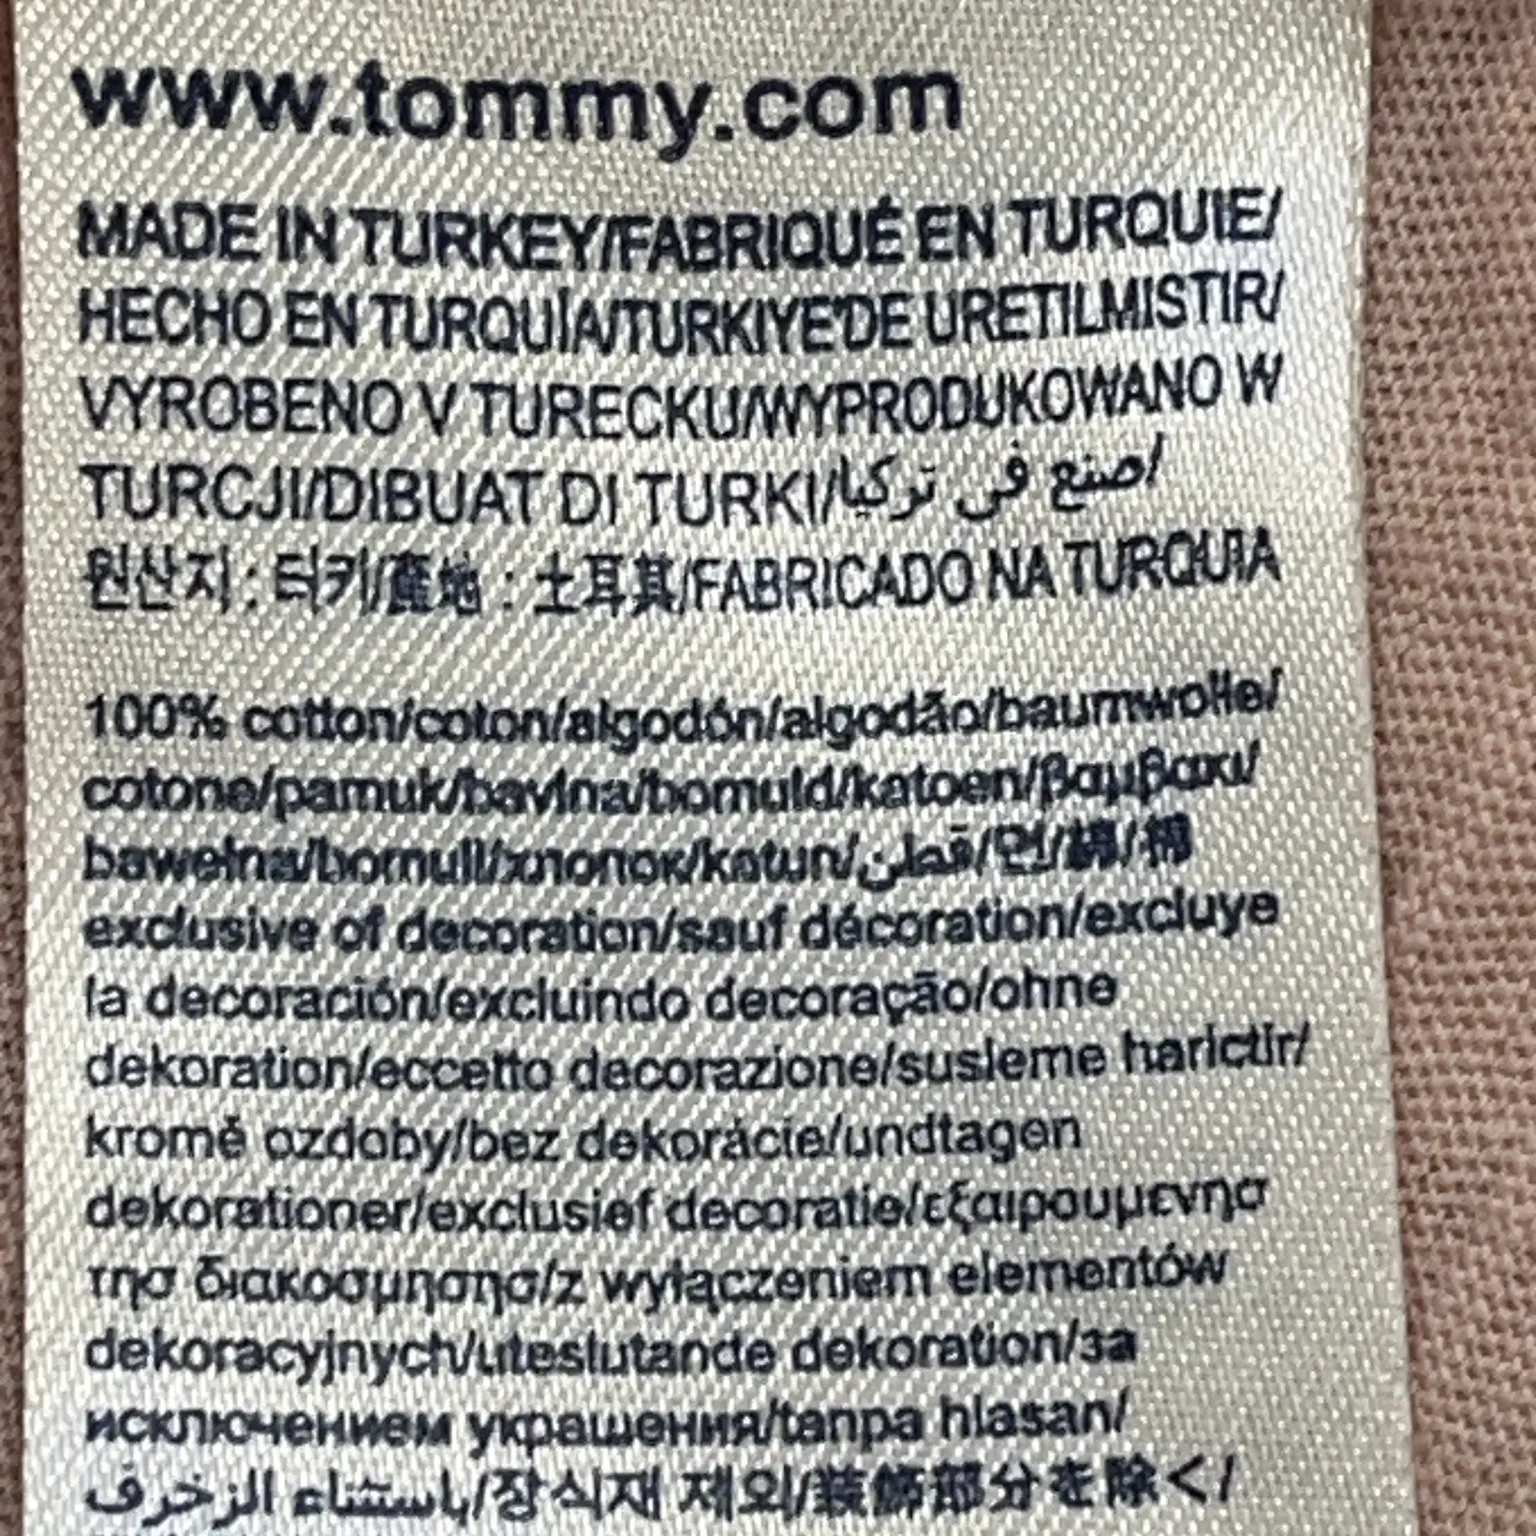 www.tommy.com
MADE IN TURKEY/FABRIQUÉ EN TURQUIE/
HECHO EN TURQUÍA/TURKIYE'DE URETILMISTIR/
VYROBENO V TURECKU/WYPRODUKOWANO W
TURCJI/DIBUAT DI TURKI/صنع في تركيا/
원산지: 터키/產地 : 土耳其/FABRICADO NA TURQUIA
100% cotton/coton/algodón/algodão/baumwolle/
cotone/pamuk/bavlna/bomuld/katoen/βαμβακι/
bawełna/bomull/хлопок/katun/قطن/면/綿/棉
exclusive of decoration/sauf décoration/excluye
la decoración/excluindo decoração/ohne
dekoration/eccetto decorazione/susleme harictir/
kromě ozdoby/bez dekorácie/undtagen
dekorationer/exclusief decoratie/εξαιρουμενησ
τησ διακοσμησησ/z wyłączeniem elementów
dekoracyjnych/uteslutande dekoration/за
исключением украшения/tanpa hiasan/
باستثناء الزخرف/장식재 제외/装飾部分を除く/